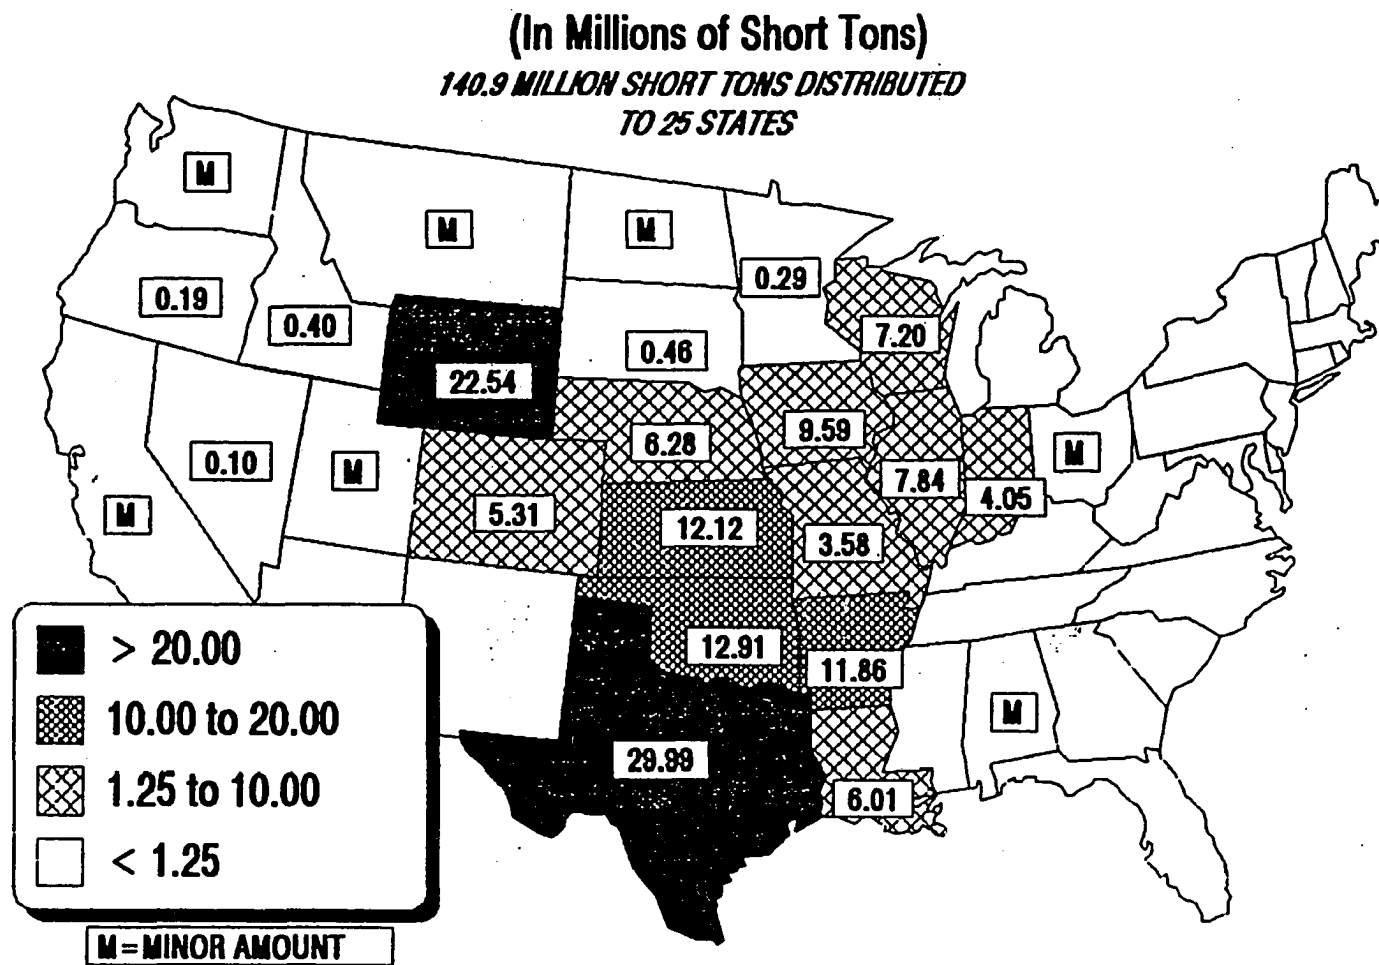 (In Millions of Short Tons)
140.9 MILLION SHORT TONS DISTRIBUTED
TO 25 STATES
M
M
M
0.29
0.19
0.40
7.20
0.46
22.54
9.59
6.28
M
0.10
M
7.84
4.05
M
5.31
12.12
3.58
12.91
11.86
M
29.99
6.01
> 20.00
10.00 to 20.00
1.25 to 10.00
< 1.25
M = MINOR AMOUNT